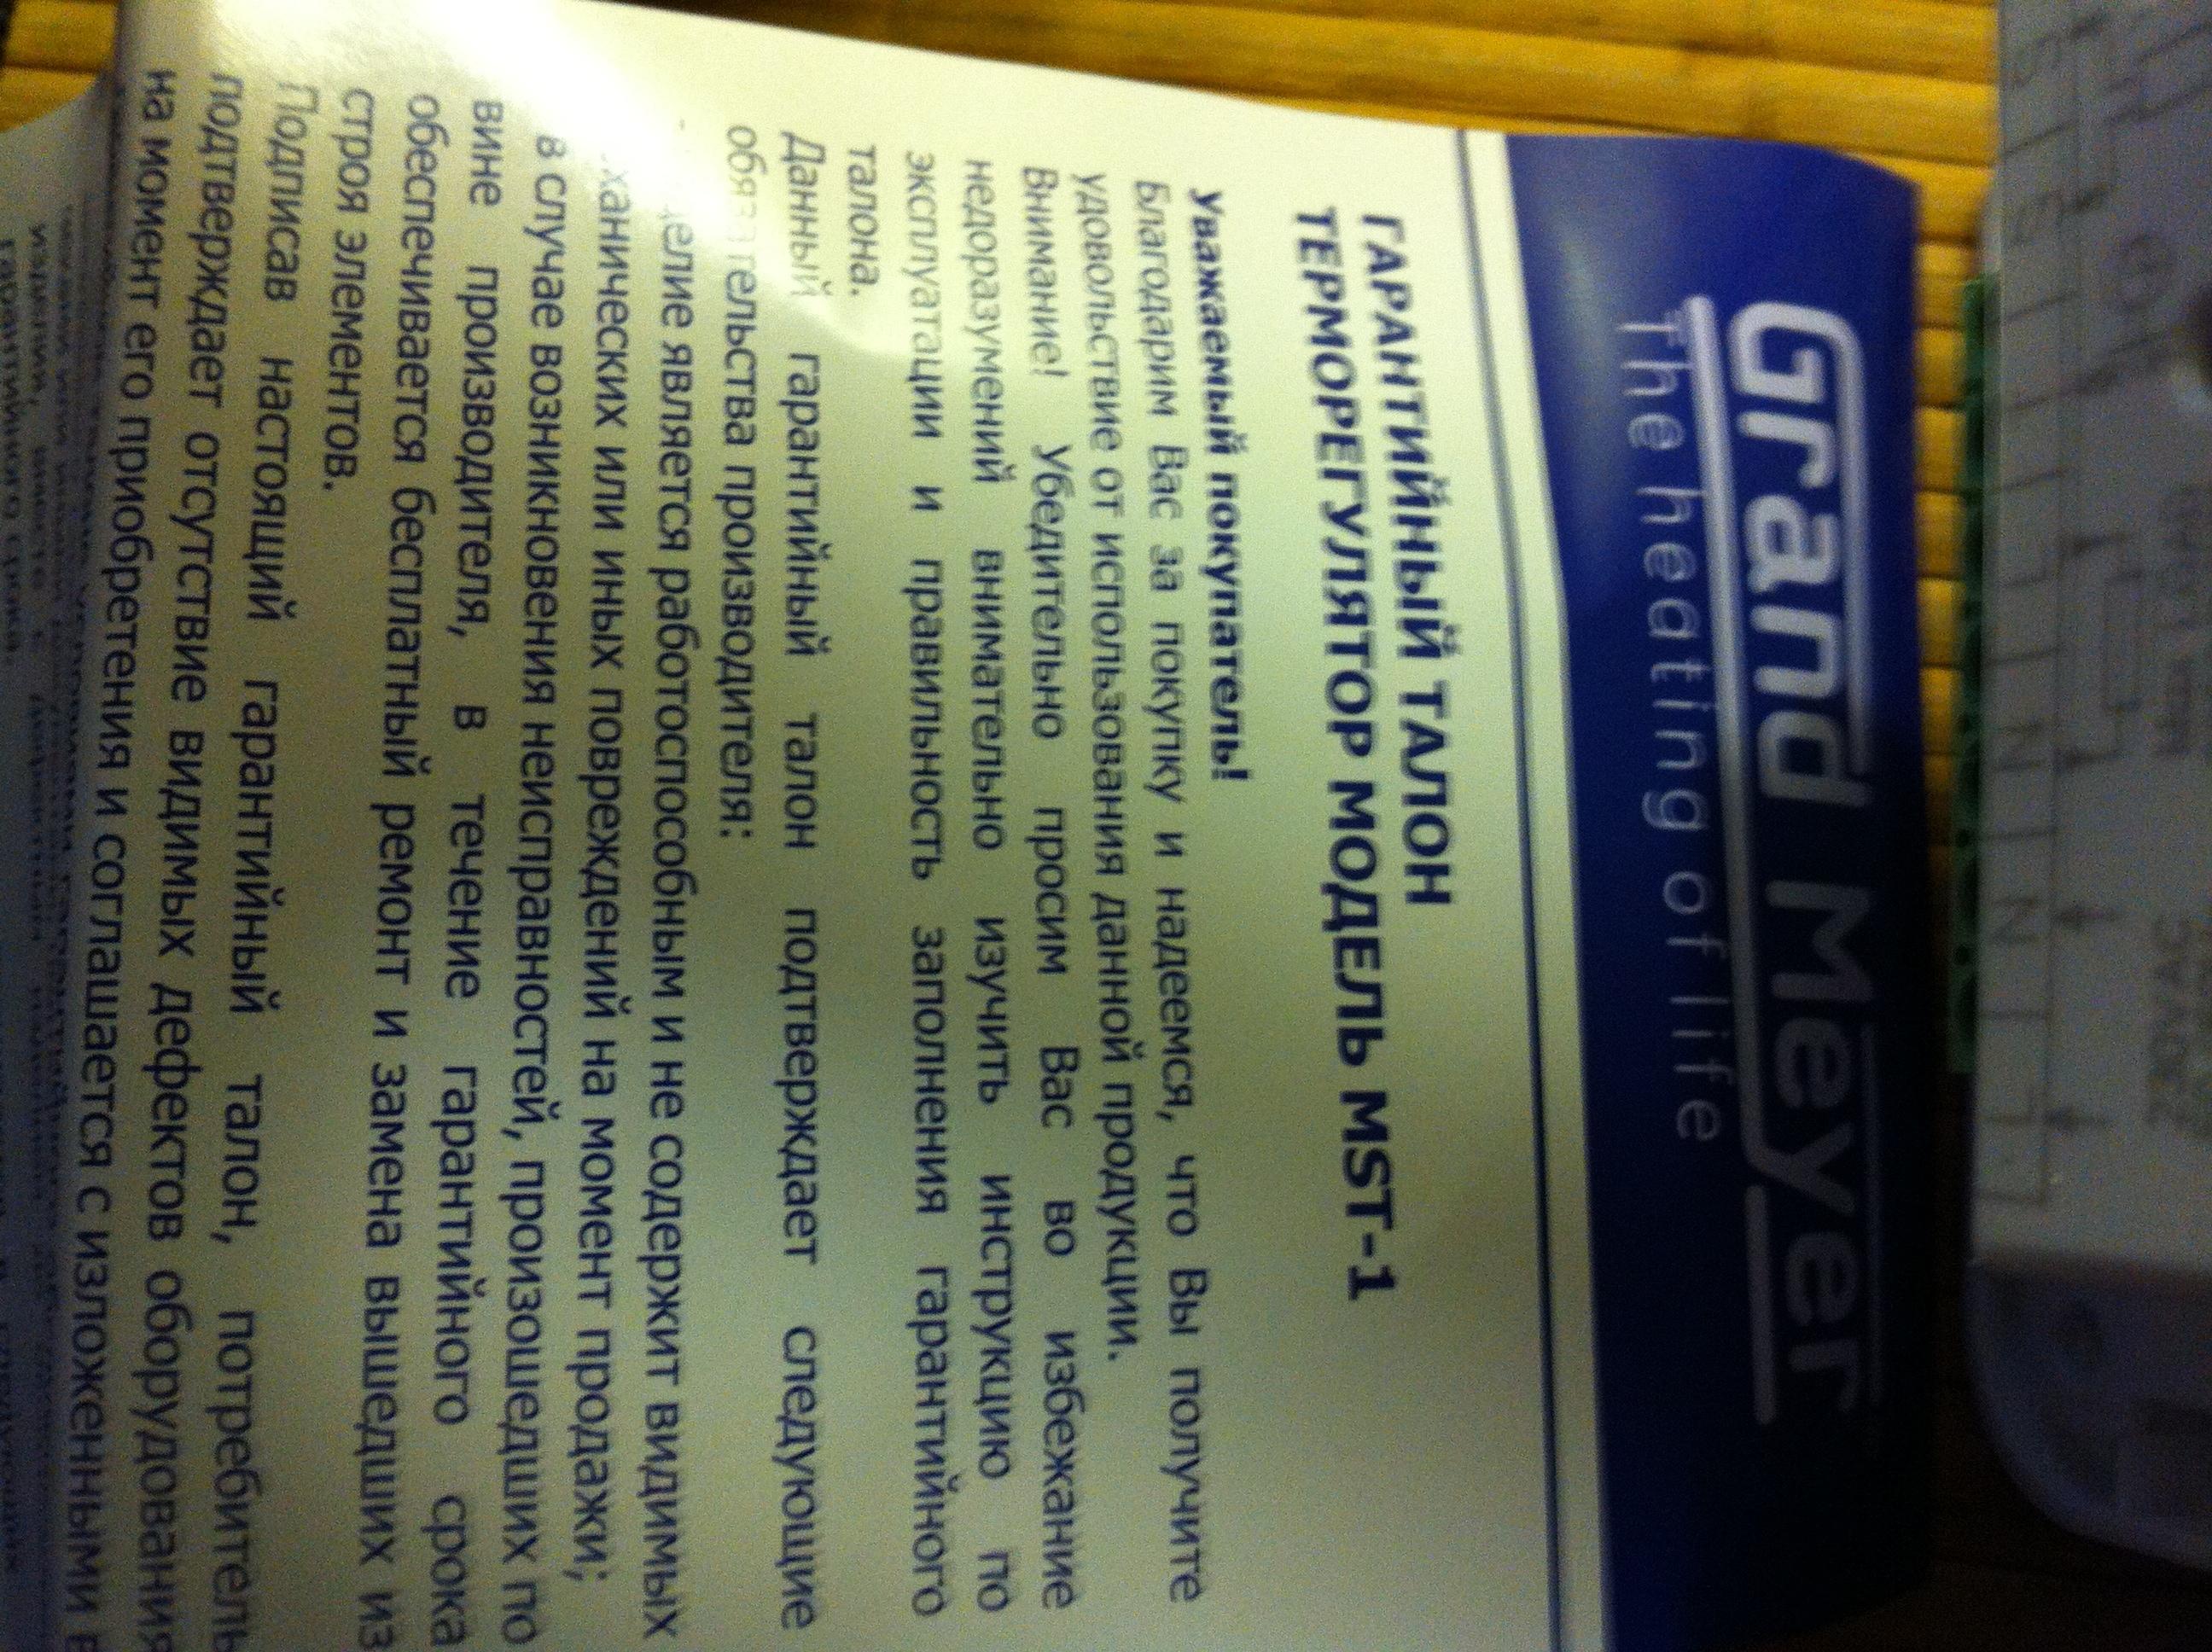 Grand Meyer
The heating of life
ГАРАНТИЙНЫЙ ТАЛОН
ТЕРМОРЕГУЛЯТОР МОДЕЛЬ MST-1
Уважаемый покупатель!
Благодарим Вас за покупку и надеемся, что Вы получите
удовольствие от использования данной продукции.
Внимание! Убедительно просим Вас во избежание
недоразумений внимательно изучить инструкцию по
эксплуатации и правильность заполнения гарантийного
талона.
Данный гарантийный талон подтверждает следующие
обязательства производителя:
является работоспособным и не содержит видимых
или иных повреждений на момент продажи;
в случае возникновения неисправностей, произошедших по
вине производителя, в течение гарантийного срока
обеспечивается бесплатный ремонт и замена вышедших из
строя элементов.
Подписав настоящий гарантийный талон, потребитель
подтверждает отсутствие видимых дефектов оборудования
на момент его приобретения и соглашается с изложенными